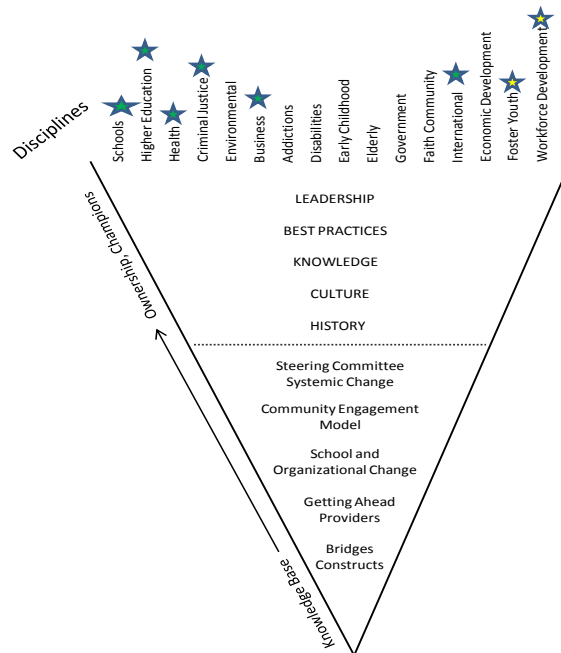 Disciplines
Schools
Higher Education
Health
Criminal Justice
Environmental
Business
Addictions
Disabilities
Early Childhood
Elderly
Government
Faith Community
International
Economic Development
Foster Youth
Workforce Development
Ownership, Champions
Knowledge Base
LEADERSHIP
BEST PRACTICES
KNOWLEDGE
CULTURE
HISTORY
Steering Committee
Systemic Change
Community Engagement
Model
School and
Organizational Change
Getting Ahead
Providers
Bridges
Constructs